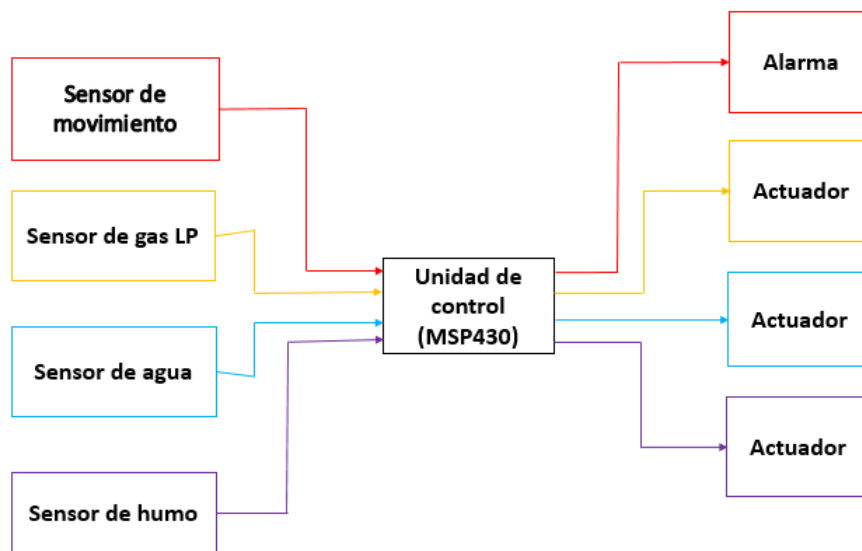 Sensor de
movimiento
Sensor de gas LP
Sensor de agua
Sensor de humo
Unidad de
control
(MSP430)
Alarma
Actuador
Actuador
Actuador